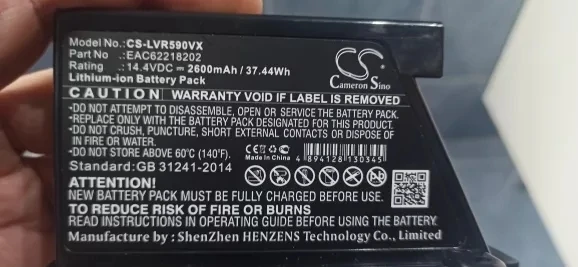 Model No.: CS-LVR590VX
Part No .: EAC62218202
Rating .: 14.4VDC ⎓ 2600mAh / 37.44Wh
Lithium-ion Battery Pack
Cameron Sino
CAUTION WARRANTY VOID IF LABEL IS REMOVED
•DO NOT ATTEMPT TO DISASSEMBLE, OPEN OR SERVICE THE BATTERY PACK.
•REPLACE ONLY WITH THE BATTERY PACK DESIGNATED FOR THIS PRODUCT.
•DO NOT CRUSH, PUNCTURE, SHORT EXTERNAL CONTACTS OR DISPOSE OF
IN FIRE OR WATER.
•DO NOT STORE ABOVE 60°C (140°F).
Standard:GB 31241-2014
CE
Made In China
4 894128 130345
ATTENTION!
NEW BATTERY PACK MUST BE FULLY CHARGED BEFORE USE.
TO REDUCE RISK OF FIRE OR BURNS
READ INSTRUCTIONS IN OPERATING GUIDE BEFORE USING THE BATTERY.
Manufacture by : ShenZhen HENZENS Technology Co., Limited